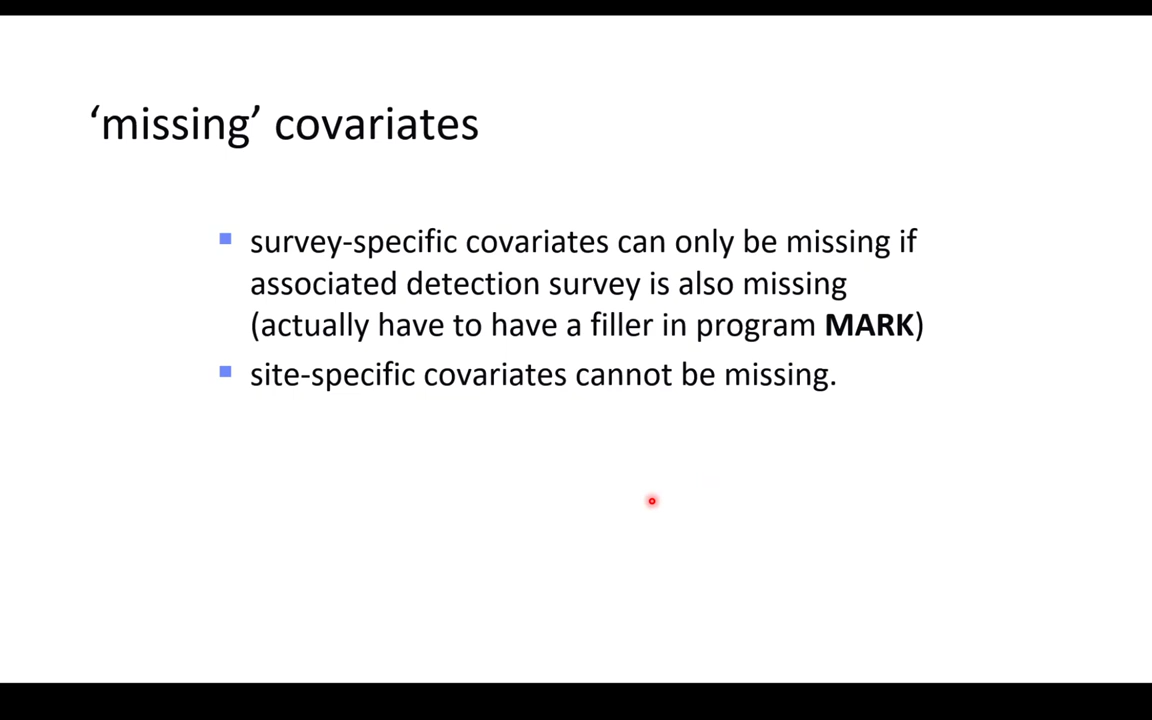 ‘missing’ covariates
survey-specific covariates can only be missing if
associated detection survey is also missing
(actually have to have a filler in program MARK)
site-specific covariates cannot be missing.